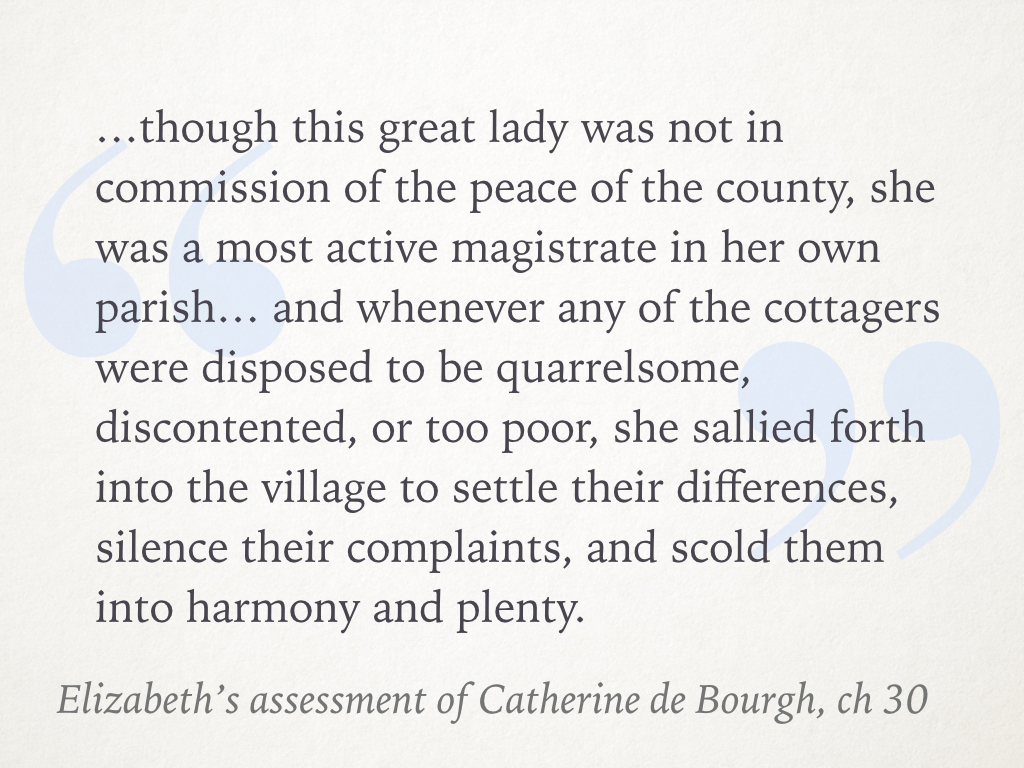 …though this great lady was not in
commission of the peace of the county, she
was a most active magistrate in her own
parish… and whenever any of the cottagers
were disposed to be quarrelsome,
discontented, or too poor, she sallied forth
into the village to settle their differences,
silence their complaints, and scold them
into harmony and plenty.
Elizabeth’s assessment of Catherine de Bourgh, ch 30